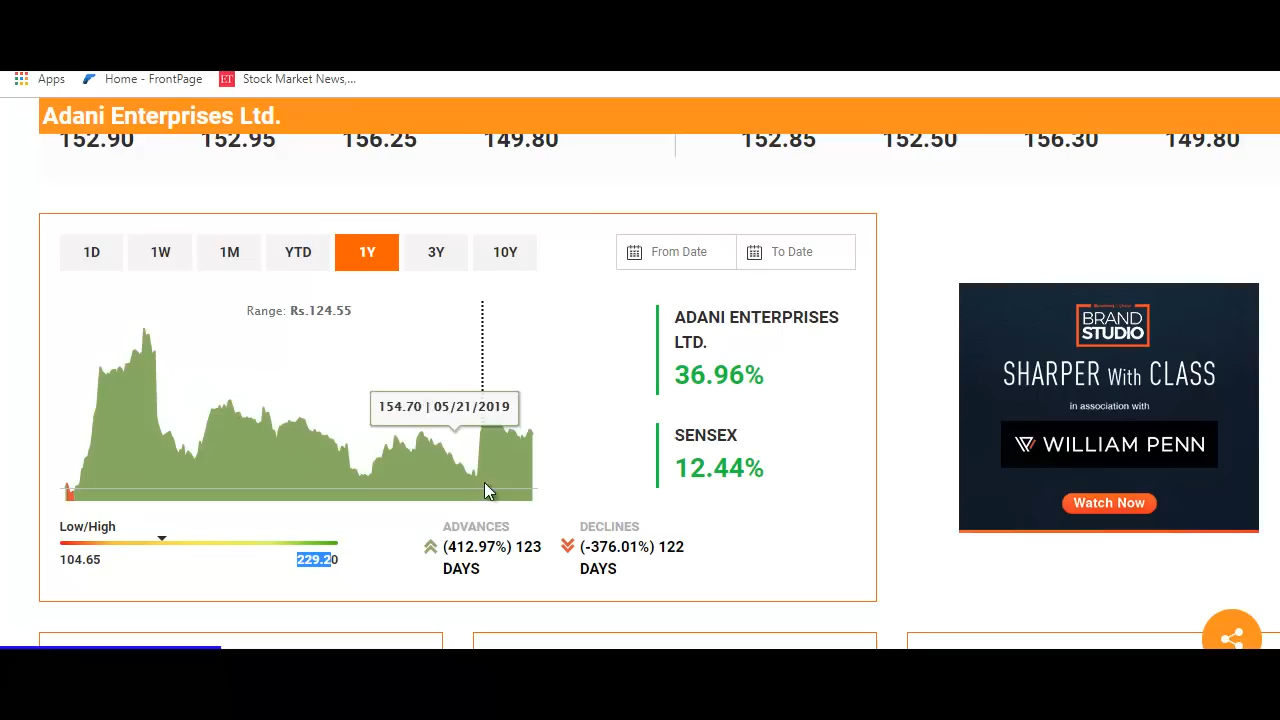 Apps Home - FrontPage ET Stock Market News,...
Adani Enterprises Ltd.
152.90 152.95 156.25 149.80 152.85 152.50 156.30 149.80
1D 1W 1M YTD 1Y 3Y 10Y From Date To Date
Range: Rs.124.55
ADANI ENTERPRISES
LTD.
36.96%
154.70 | 05/21/2019
SENSEX
12.44%
Low/High
104.65 229.20
ADVANCES
(412.97%) 123
DAYS
DECLINES
(-376.01%) 122
DAYS
BRAND
STUDIO
SHARPER With CLASS
in association with
WILLIAM PENN
Watch Now